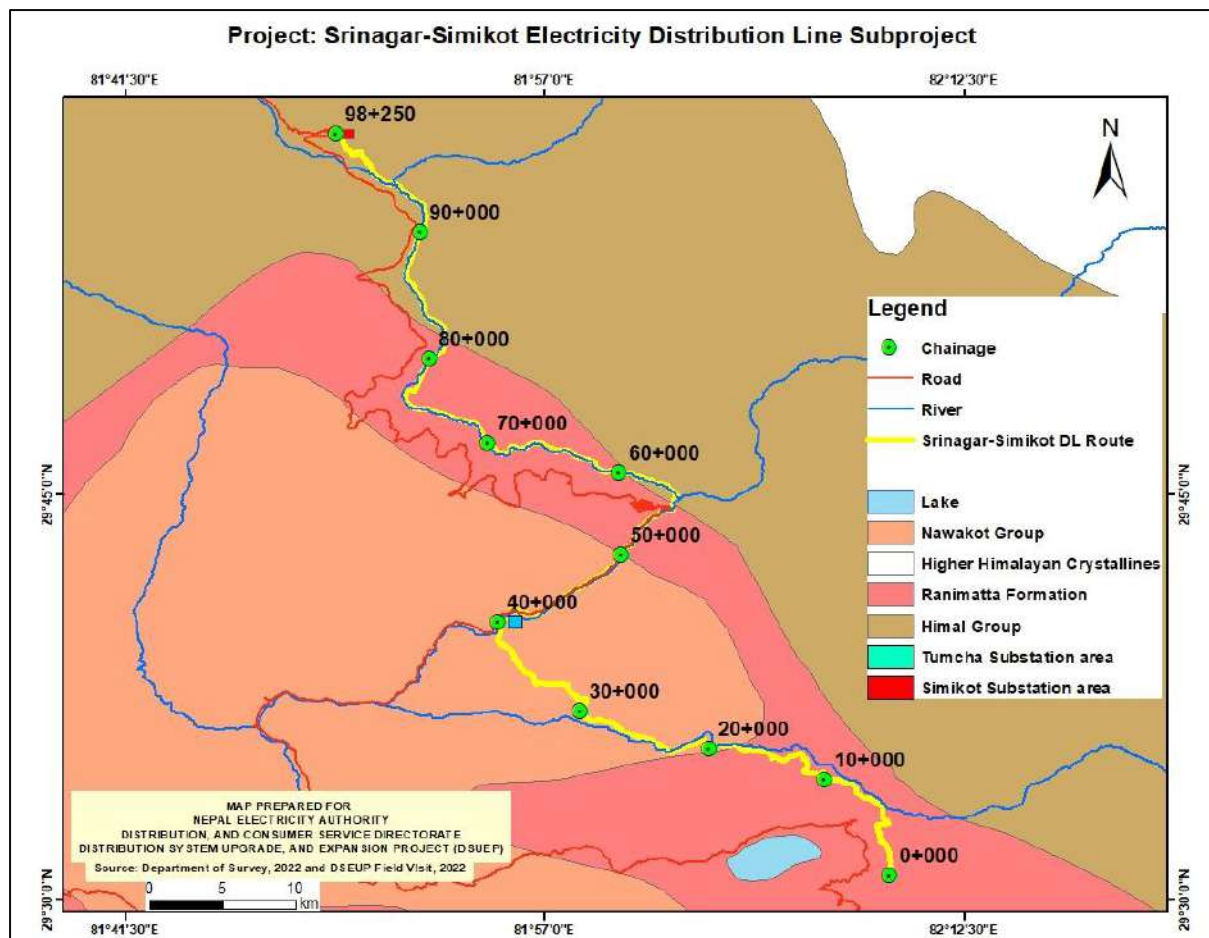 Project: Srinagar-Simikot Electricity Distribution Line Subproject
81°41'30"E
81°57'0"E
82°12'30"E
98+250
N
90+000
80+000
70+000
60+000
50+000
40+000
30+000
20+000
10+000
0+000
29°45'0"N
29°45'0"N
Legend
Chainage
Road
River
Srinagar-Simikot DL Route
Lake
Nawakot Group
Higher Himalayan Crystallines
Ranimatta Formation
Himal Group
Tumcha Substation area
Simikot Substation area
MAP PREPARED FOR
NEPAL ELECTRICITY AUTHORITY
DISTRIBUTION, AND CONSUMER SERVICE DIRECTORATE
DISTRIBUTION SYSTEM UPGRADE, AND EXPANSION PROJECT (DSUEP)
Source: Department of Survey, 2022 and DSEUP Field Visit, 2022
0 5 10
km
29°30'0"N
29°30'0"N
81°41'30"E
81°57'0"E
82°12'30"E